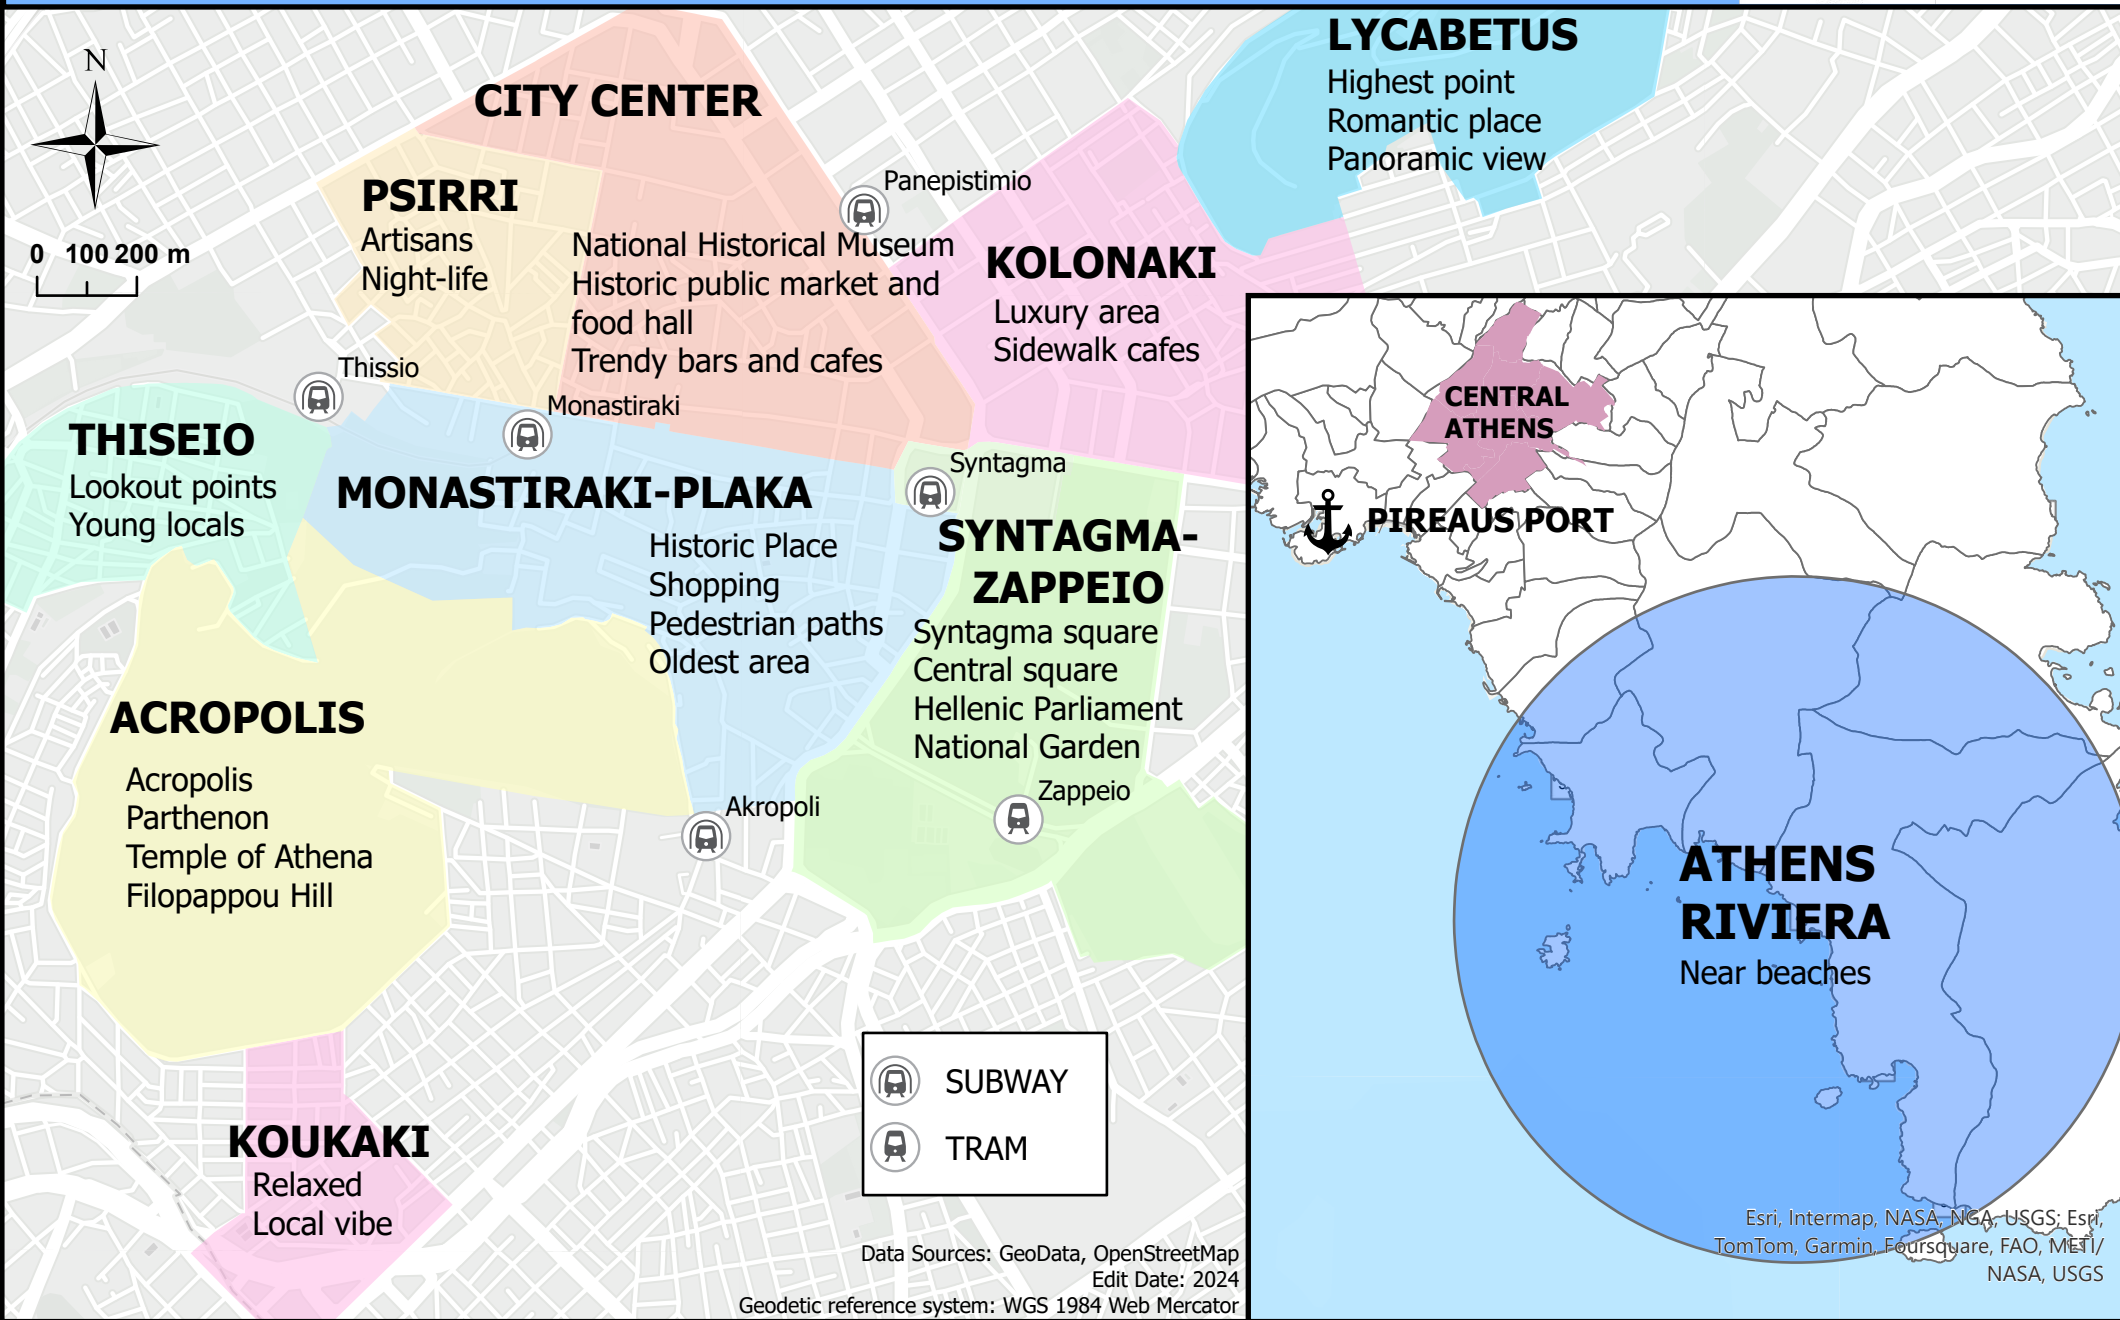 N
0 100 200 m
CITY CENTER
National Historical Museum
Historic public market and
food hall
Trendy bars and cafes
PSIRRI
Artisans
Night-life
Panepistimio
LYCABETUS
Highest point
Romantic place
Panoramic view
KOLONAKI
Luxury area
Sidewalk cafes
Thissio
Monastiraki
THISEIO
Lookout points
Young locals
MONASTIRAKI-PLAKA
Historic Place
Shopping
Pedestrian paths
Oldest area
Syntagma
SYNTAGMA-
ZAPPEIO
Syntagma square
Central square
Hellenic Parliament
National Garden
Zappeio
ACROPOLIS
Acropolis
Parthenon
Temple of Athena
Filopappou Hill
Akropoli
KOUKAKI
Relaxed
Local vibe
SUBWAY
TRAM
Data Sources: GeoData, OpenStreetMap
Edit Date: 2024
Geodetic reference system: WGS 1984 Web Mercator
CENTRAL
ATHENS
PIREAUS PORT
ATHENS
RIVIERA
Near beaches
Esri, Intermap, NASA, NGA, USGS; Esri,
TomTom, Garmin, Foursquare, FAO, METI/
NASA, USGS